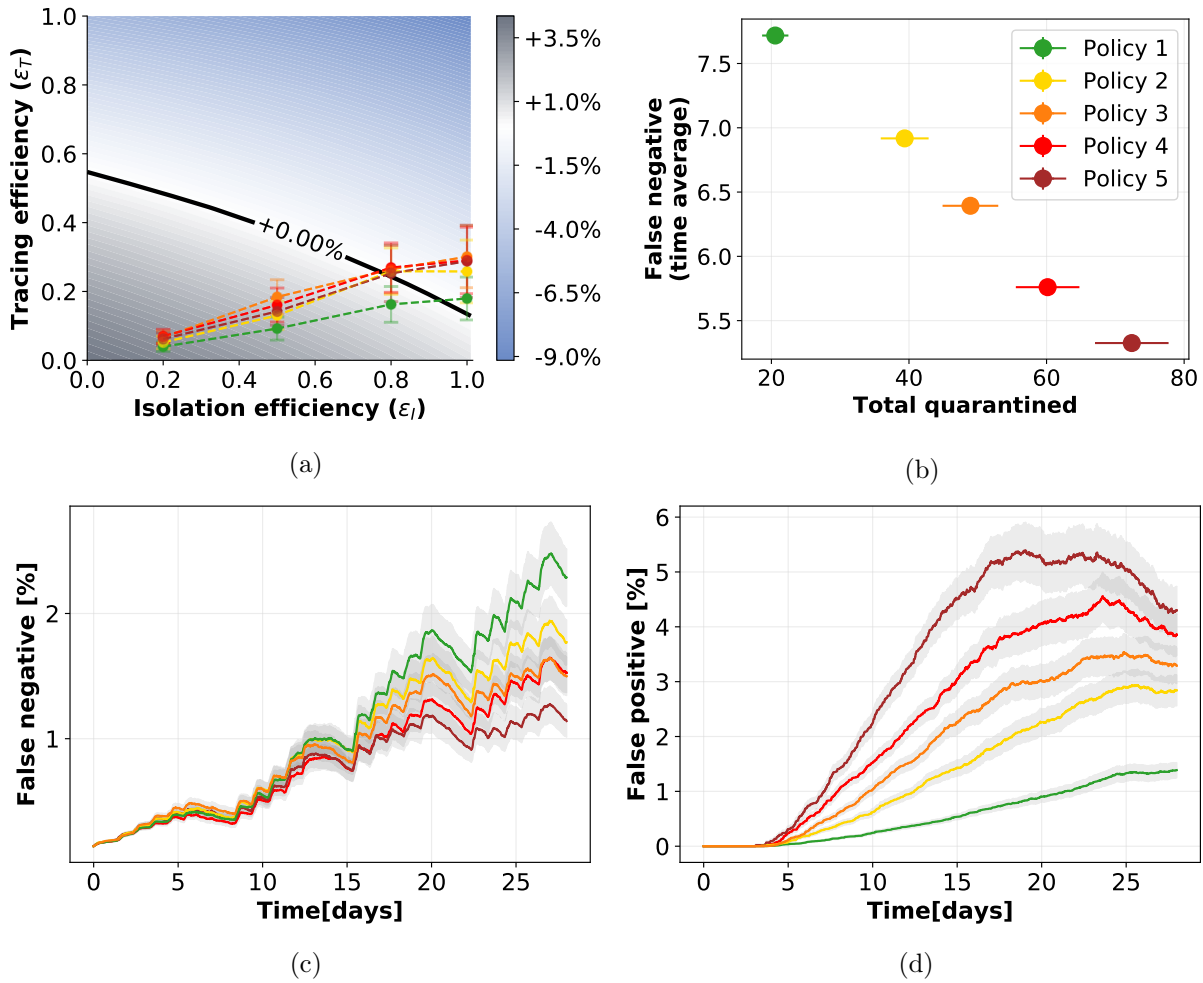 1.0
0.8
0.6
0.4
0.2
0.0
0.0 0.2 0.4 0.6 0.8 1.0
Tracing efficiency (ε_T)
Isolation efficiency (ε_I)
+0.00%
+3.5%
+1.0%
-1.5%
-4.0%
-6.5%
-9.0%
(a)
7.5
7.0
6.5
6.0
5.5
20 40 60 80
False negative
(time average)
Total quarantined
Policy 1
Policy 2
Policy 3
Policy 4
Policy 5
(b)
2
1
0 5 10 15 20 25
False negative [%]
Time[days]
(c)
6
5
4
3
2
1
0
0 5 10 15 20 25
False positive [%]
Time[days]
(d)